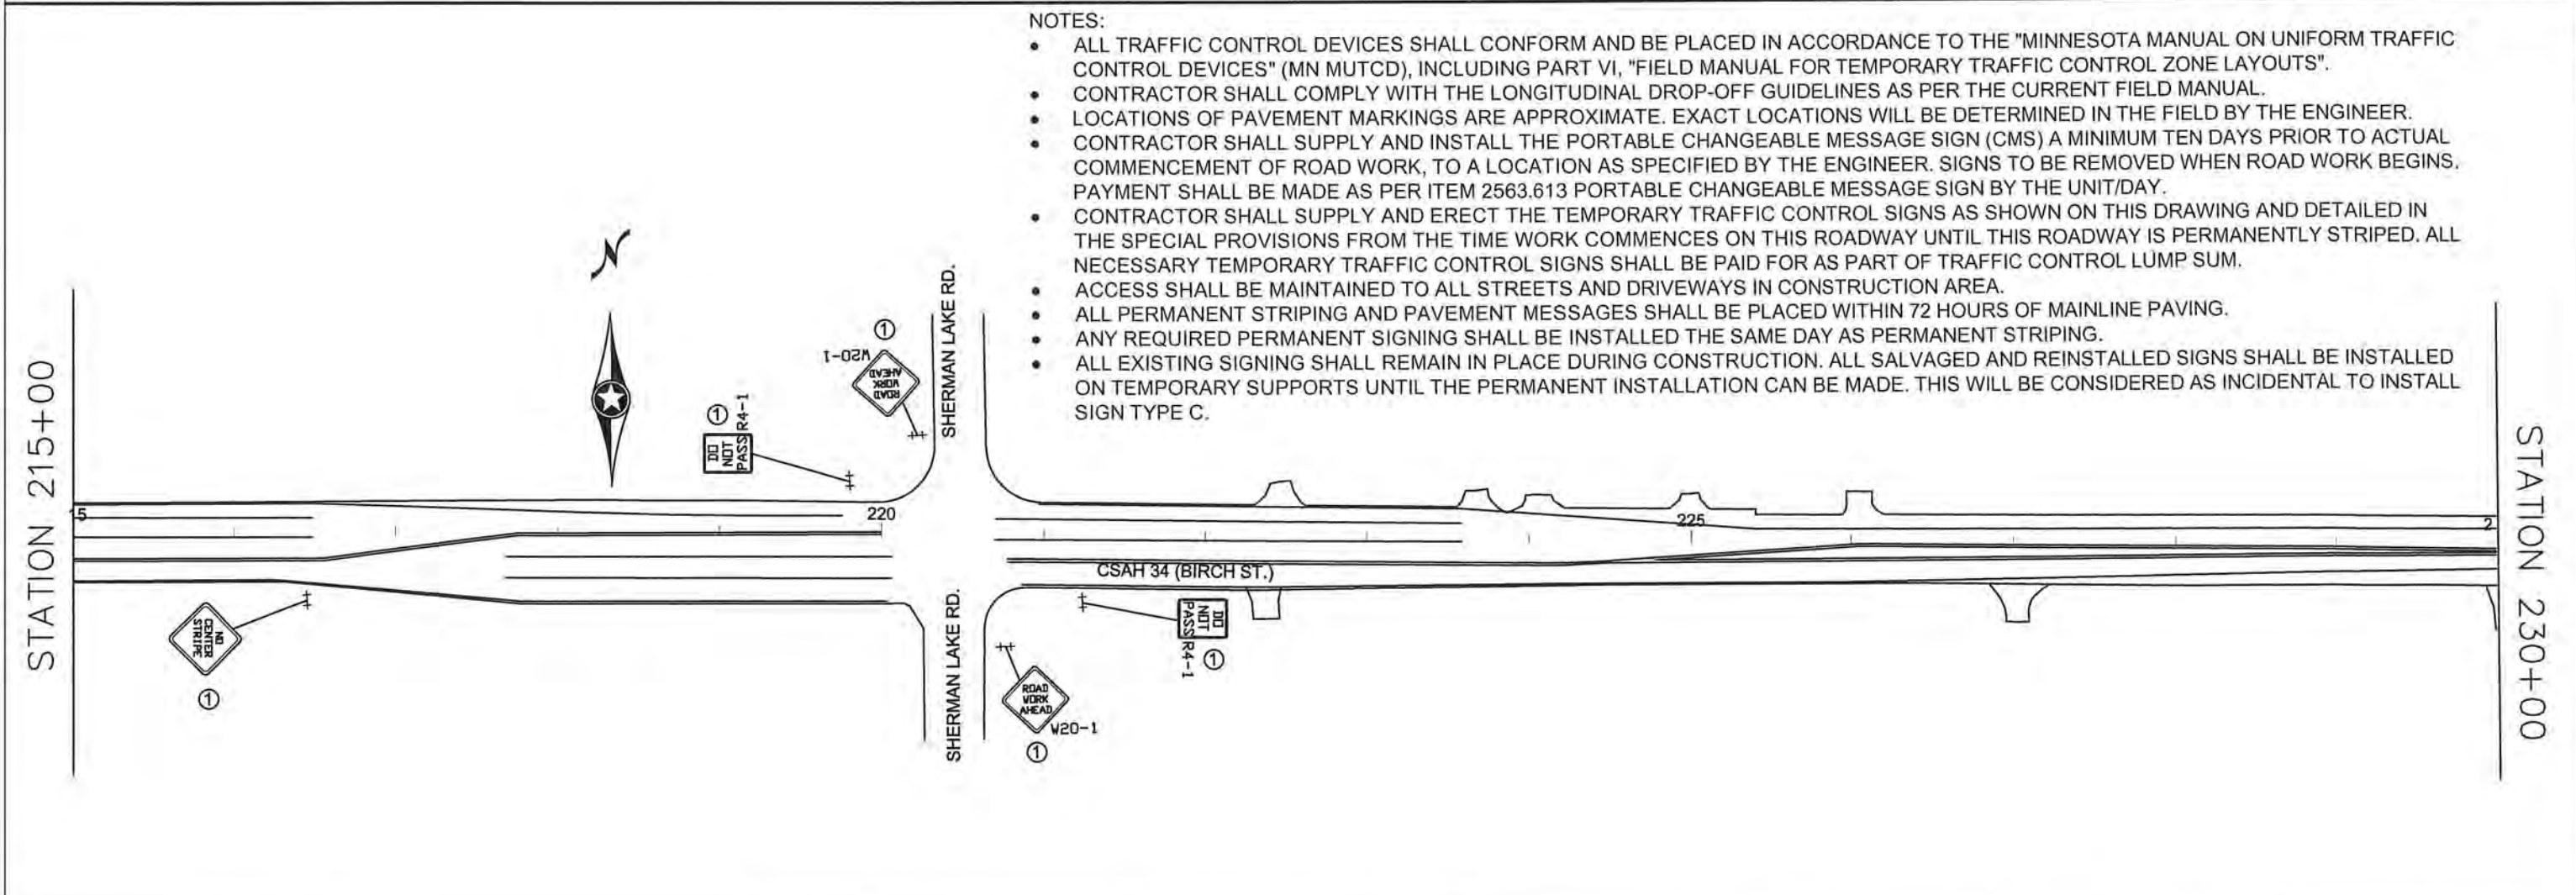 NOTES:
• ALL TRAFFIC CONTROL DEVICES SHALL CONFORM AND BE PLACED IN ACCORDANCE TO THE "MINNESOTA MANUAL ON UNIFORM TRAFFIC
CONTROL DEVICES" (MN MUTCD), INCLUDING PART VI, "FIELD MANUAL FOR TEMPORARY TRAFFIC CONTROL ZONE LAYOUTS".
• CONTRACTOR SHALL COMPLY WITH THE LONGITUDINAL DROP-OFF GUIDELINES AS PER THE CURRENT FIELD MANUAL.
• LOCATIONS OF PAVEMENT MARKINGS ARE APPROXIMATE. EXACT LOCATIONS WILL BE DETERMINED IN THE FIELD BY THE ENGINEER.
• CONTRACTOR SHALL SUPPLY AND INSTALL THE PORTABLE CHANGEABLE MESSAGE SIGN (CMS) A MINIMUM TEN DAYS PRIOR TO ACTUAL
COMMENCEMENT OF ROAD WORK, TO A LOCATION AS SPECIFIED BY THE ENGINEER. SIGNS TO BE REMOVED WHEN ROAD WORK BEGINS.
PAYMENT SHALL BE MADE AS PER ITEM 2563.613 PORTABLE CHANGEABLE MESSAGE SIGN BY THE UNIT/DAY.
• CONTRACTOR SHALL SUPPLY AND ERECT THE TEMPORARY TRAFFIC CONTROL SIGNS AS SHOWN ON THIS DRAWING AND DETAILED IN
THE SPECIAL PROVISIONS FROM THE TIME WORK COMMENCES ON THIS ROADWAY UNTIL THIS ROADWAY IS PERMANENTLY STRIPED. ALL
NECESSARY TEMPORARY TRAFFIC CONTROL SIGNS SHALL BE PAID FOR AS PART OF TRAFFIC CONTROL LUMP SUM.
• ACCESS SHALL BE MAINTAINED TO ALL STREETS AND DRIVEWAYS IN CONSTRUCTION AREA.
• ALL PERMANENT STRIPING AND PAVEMENT MESSAGES SHALL BE PLACED WITHIN 72 HOURS OF MAINLINE PAVING.
• ANY REQUIRED PERMANENT SIGNING SHALL BE INSTALLED THE SAME DAY AS PERMANENT STRIPING.
• ALL EXISTING SIGNING SHALL REMAIN IN PLACE DURING CONSTRUCTION. ALL SALVAGED AND REINSTALLED SIGNS SHALL BE INSTALLED
ON TEMPORARY SUPPORTS UNTIL THE PERMANENT INSTALLATION CAN BE MADE. THIS WILL BE CONSIDERED AS INCIDENTAL TO INSTALL
SIGN TYPE C.
N
STATION 215+00
①
W20-1
ROAD
WORK
AHEAD
SHERMAN LAKE RD.
①
DO
NOT
PASS
R4-1
15
220
225
2
CSAH 34 (BIRCH ST.)
NO
CENTER
STRIPE
①
SHERMAN LAKE RD.
DO
NOT
PASS
R4-1
①
ROAD
WORK
AHEAD
W20-1
①
STATION 230+00